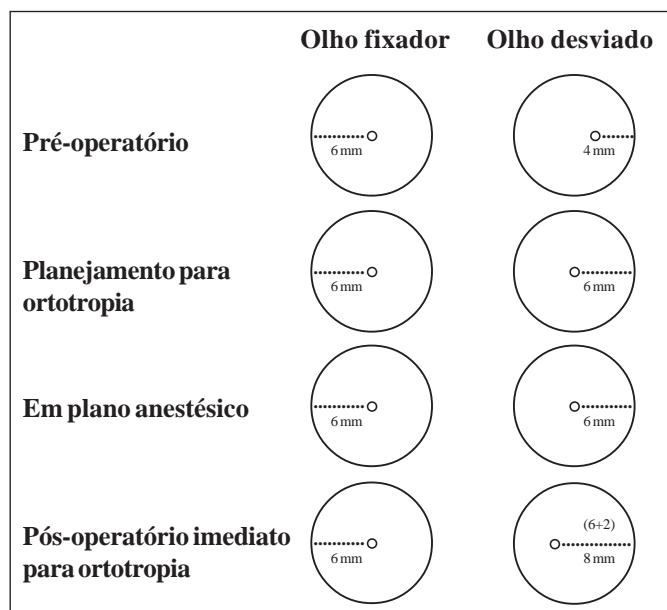 Olho fixador Olho desviado
Pré-operatório
6 mm 4 mm
Planejamento para
ortotropia
6 mm 6 mm
Em plano anestésico
6 mm 6 mm
(6+2)
Pós-operatório imediato
para ortotropia
6 mm 8 mm